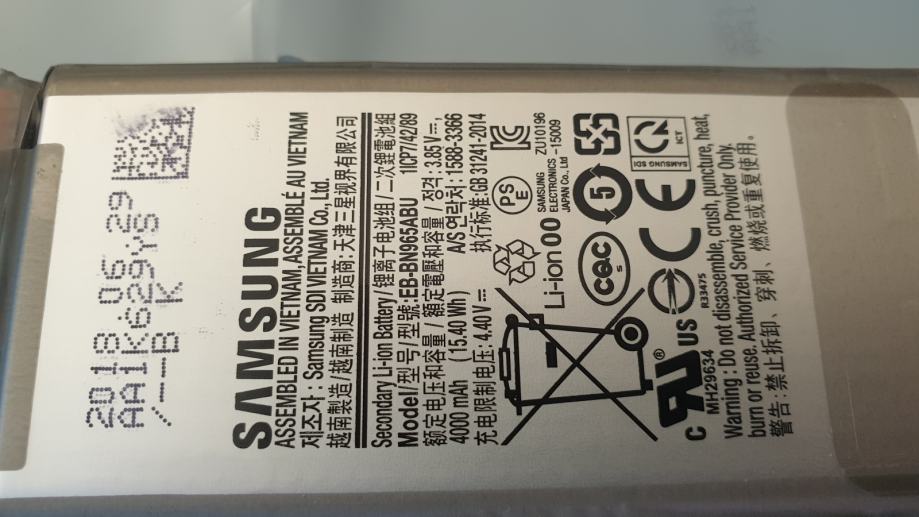 SAMSUNG
ASSEMBLED IN VIETNAM, ASSEMBLÉ AU VIETNAM
제조자 : Samsung SDI VIETNAM Co., Ltd.
越南製造 / 越南制造 制造商: 天津三星视界有限公司
Secondary Li-ion Battery / 锂离子电池组 / 二次鋰電池組
Model / 型号 / 型號:EB-BN965ABU 1ICP7/42/89
额定电压和容量 / 額定電壓和容量 / 정격: 3.85 V⎓,
4000 mAh (15.40 Wh) A/S 연락처: 1588-3366
充电限制电压: 4.40 V⎓ 执行标准:GB 31241-2014
Li-ion 00
PS
E
SAMSUNG
ELECTRONICS
JAPAN Co., Ltd
ZU10196
-15009
CQC
S
5
C
US
®
MH29634
R33475
CE
SAMSUNG SDI
ICT
Warning : Do not disassemble, crush, puncture, heat,
burn or reuse. Authorized Service Provider Only.
警告: 禁止拆卸、穿刺、燃烧或重复使用。